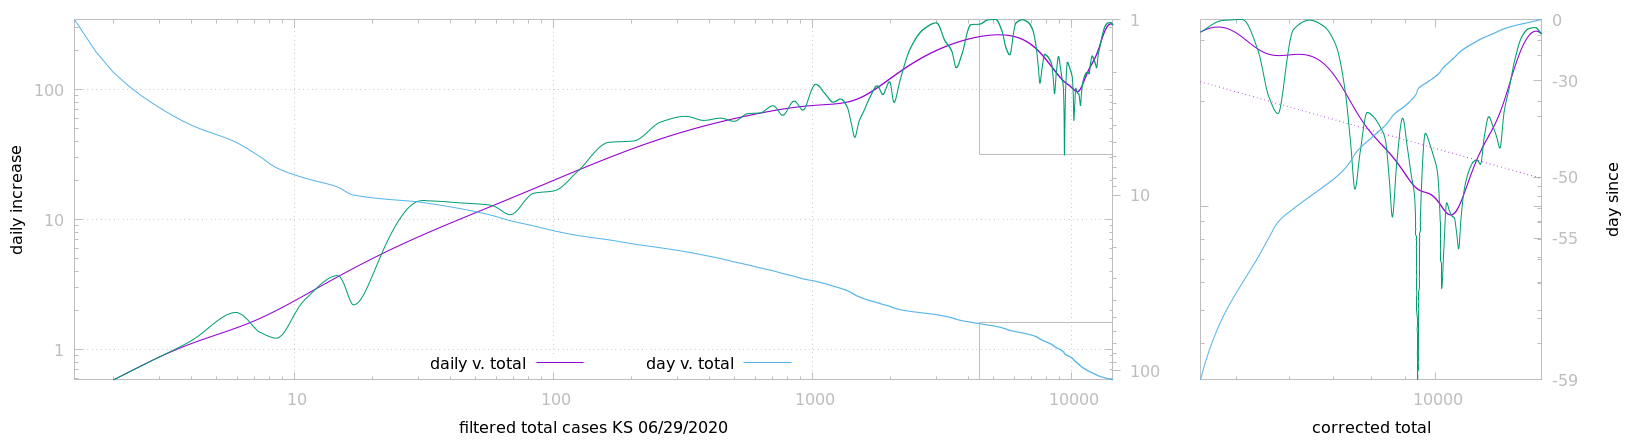 daily increase
100
10
1
10
100
1000
10000
1
10
100
daily v. total
day v. total
filtered total cases KS 06/29/2020
0
-30
-50
-55
-59
day since
10000
corrected total